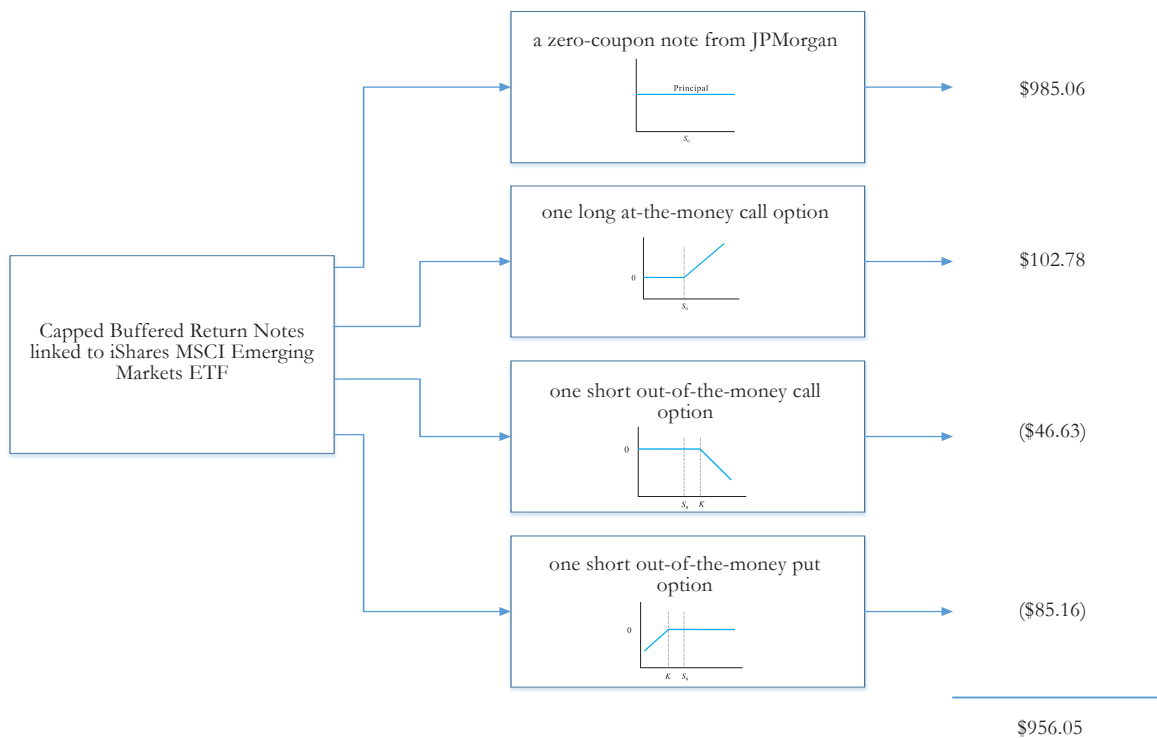 a zero-coupon note from JPMorgan
Principal
S₀
$985.06
one long at-the-money call option
0
S₀
$102.78
Capped Buffered Return Notes
linked to iShares MSCI Emerging
Markets ETF
one short out-of-the-money call
option
0
S₀ K
($46.63)
one short out-of-the-money put
option
0
K S₀
($85.16)
$956.05